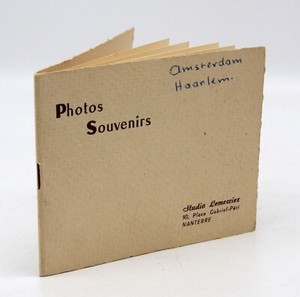 Amsterdam
Haarlem.
Photos
Souvenirs
Studio Lemercier
10, Place Gabriel-Péri
NANTERRE